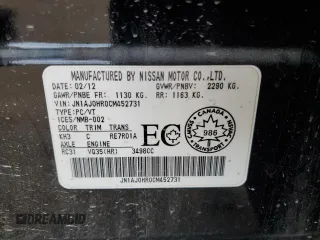 MANUFACTURED BY NISSAN MOTOR CO.,LTD.
DATE 02/12 GVWR/PNBV: 2280 KG.
GAWR/PNBE FR: 1130 KG. RR: 1163 KG.
VIN: JN1AJ0HR0CM452731
TYPE: PC/VT
ICES/NMB-002
COLOR TRIM TRANS
KH3 C RE7R01A
AXLE ENGINE
RC31 VQ35(HR) 3498CC
EC
CANADA
986
JN1AJ0HR0CM452731
© IDEAMOBID